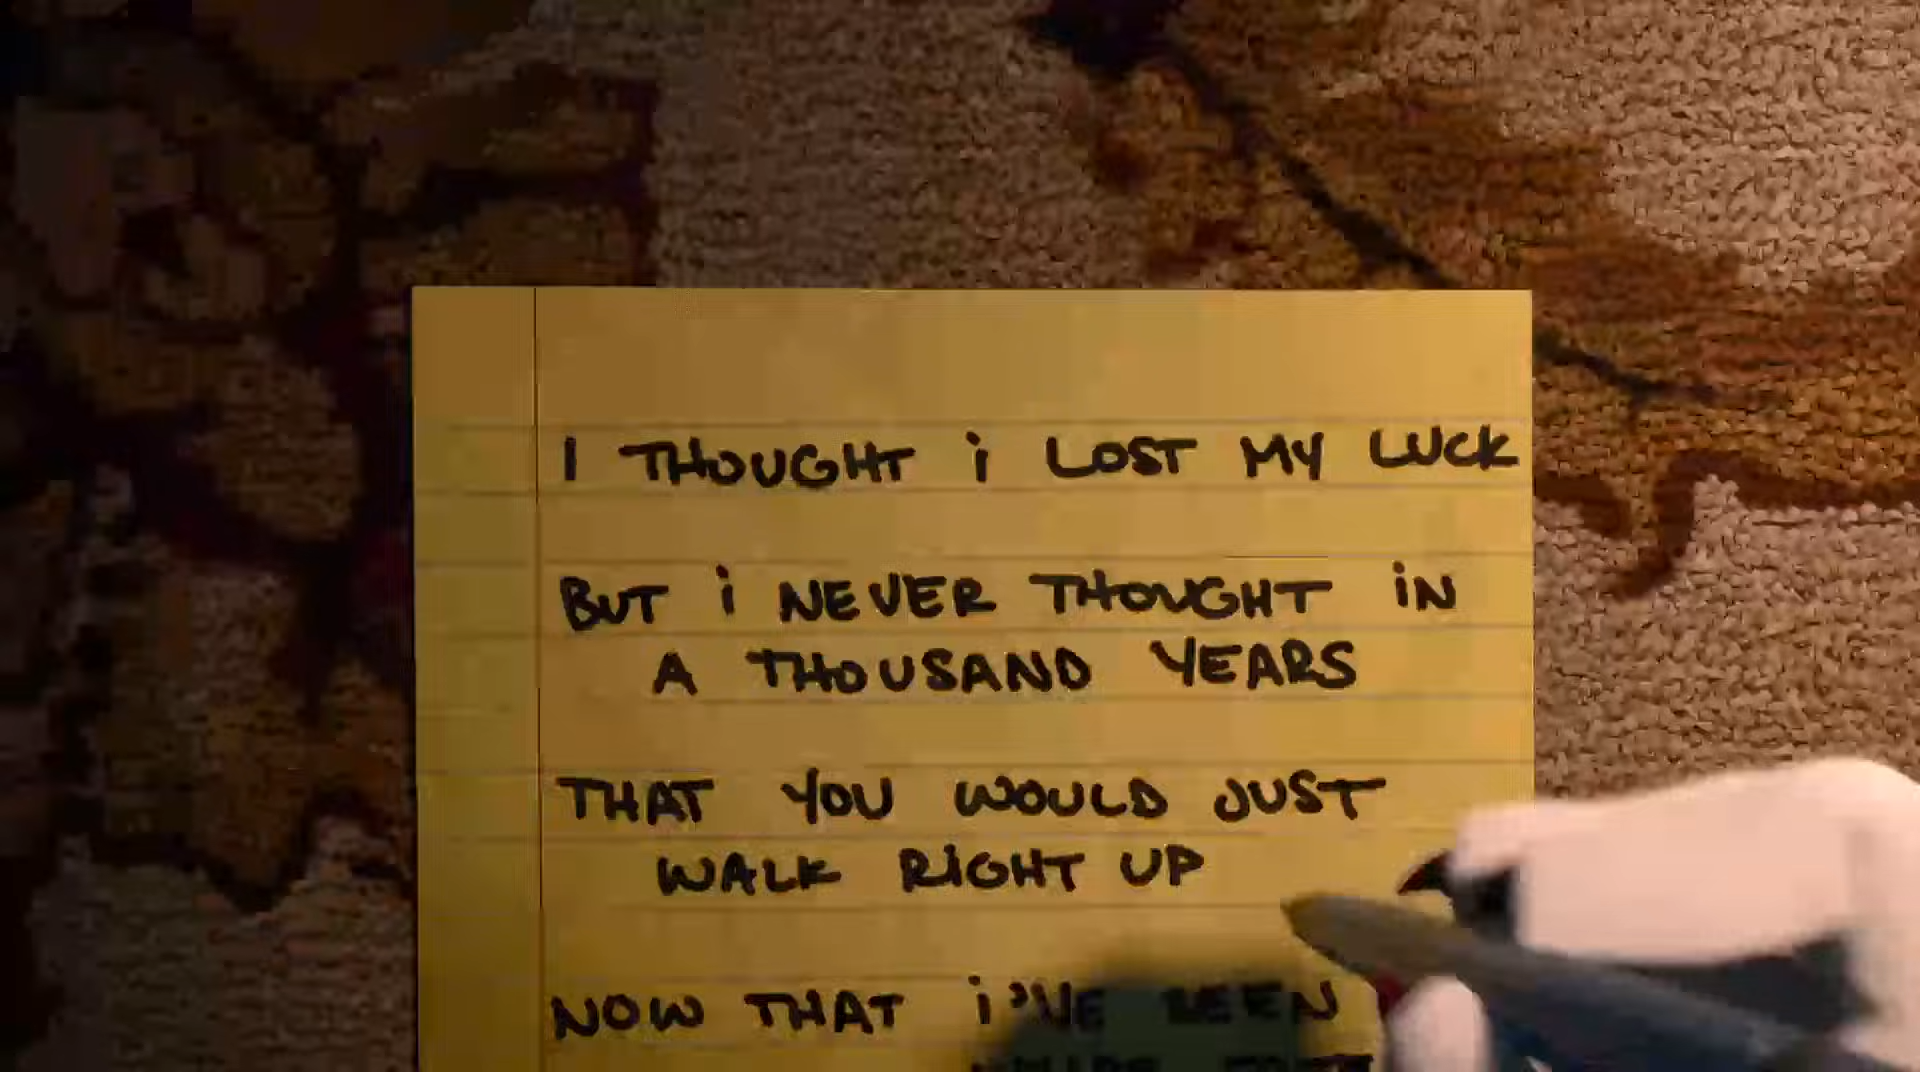 I THOUGHT i LOST MY LUCK
BUT i NEVER THOUGHT iN
A THOUSAND YEARS
THAT YOU WOULD JUST
WALK RiGHT UP
NOW THAT i'VE BEEN